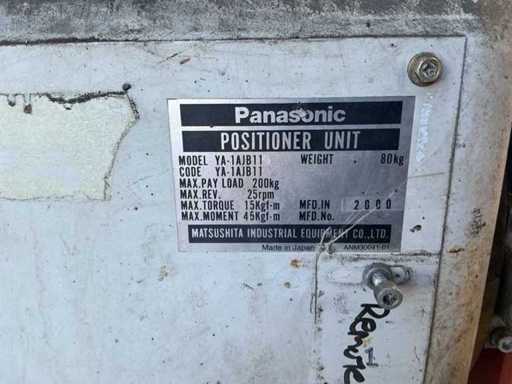 Panasonic
POSITIONER UNIT
MODEL YA-1AJB11 WEIGHT 80kg
CODE YA-1AJB11
MAX.PAY LOAD 200kg
MAX.REV. 25rpm
MAX.TORQUE 15Kgf·m MFD.IN 2000
MAX.MOMENT 45Kgf·m MFD.No.
MATSUSHITA INDUSTRIAL EQUIPMENT CO.,LTD.
Made in Japan
Remote